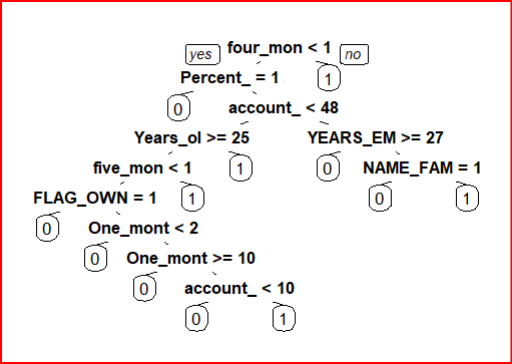 yes four_mon < 1 no
Percent_ = 1 1
0 account_ < 48
Years_ol >= 25 YEARS_EM >= 27
five_mon < 1 1 0 NAME_FAM = 1
FLAG_OWN = 1 1 0 1
0 One_mont < 2
0 One_mont >= 10
0 account_ < 10
0 1